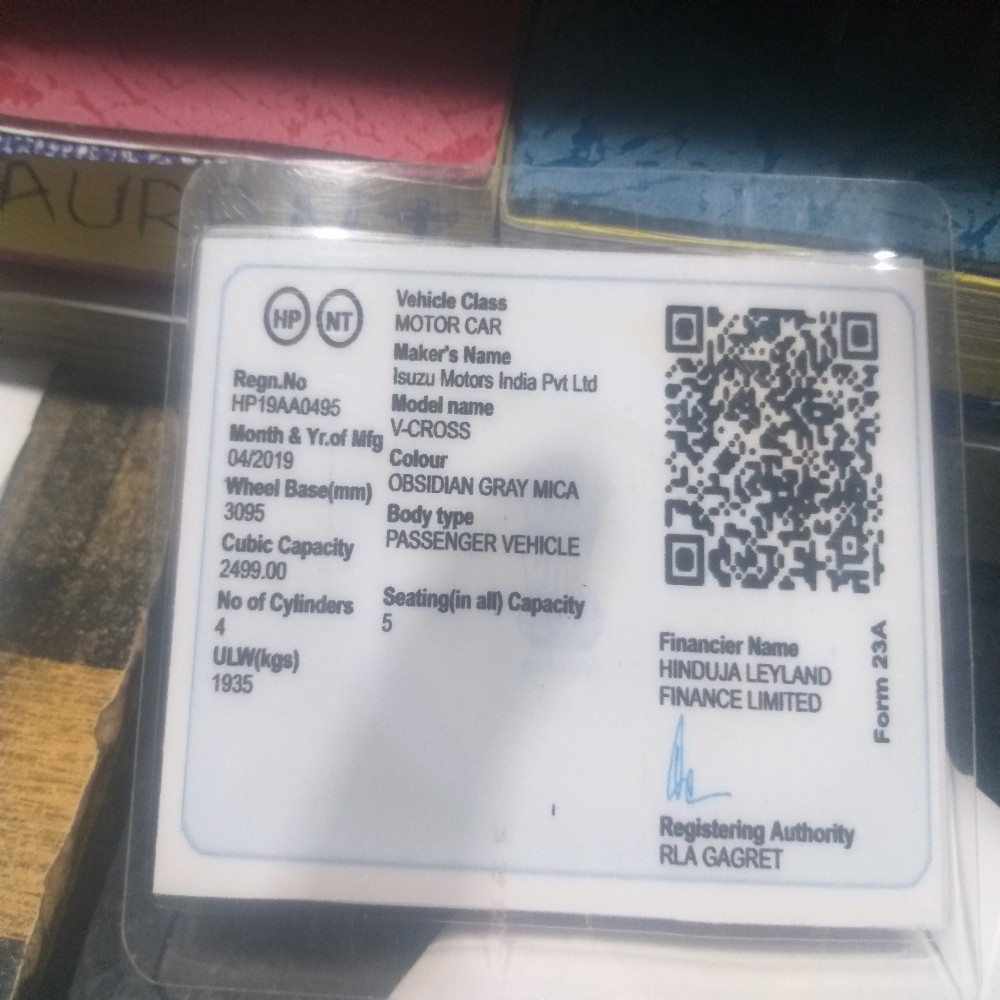 HP NT
Regn.No
HP19AA0495
Month & Yr.of Mfg
04/2019
Wheel Base(mm)
3095
Cubic Capacity
2499.00
No of Cylinders
4
ULW(kgs)
1935
Vehicle Class
MOTOR CAR
Maker's Name
Isuzu Motors India Pvt Ltd
Model name
V-CROSS
Colour
OBSIDIAN GRAY MICA
Body type
PASSENGER VEHICLE
Seating(in all) Capacity
5
Financier Name
HINDUJA LEYLAND
FINANCE LIMITED
Registering Authority
RLA GAGRET
Form 23A